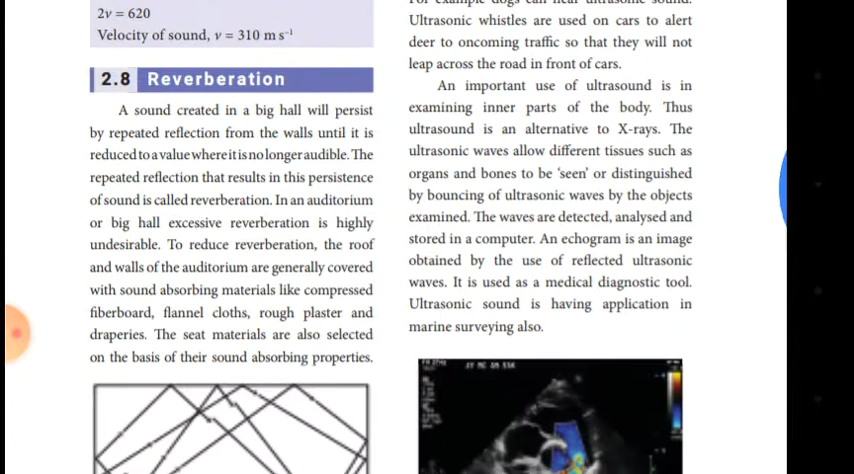 2v = 620
Velocity of sound, v = 310 m s⁻¹
2.8 Reverberation
A sound created in a big hall will persist
by repeated reflection from the walls until it is
reduced to a value where it is no longer audible. The
repeated reflection that results in this persistence
of sound is called reverberation. In an auditorium
or big hall excessive reverberation is highly
undesirable. To reduce reverberation, the roof
and walls of the auditorium are generally covered
with sound absorbing materials like compressed
fiberboard, flannel cloths, rough plaster and
draperies. The seat materials are also selected
on the basis of their sound absorbing properties.
For example dogs can hear ultrasonic sound.
Ultrasonic whistles are used on cars to alert
deer to oncoming traffic so that they will not
leap across the road in front of cars.
An important use of ultrasound is in
examining inner parts of the body. Thus
ultrasound is an alternative to X-rays. The
ultrasonic waves allow different tissues such as
organs and bones to be ‘seen’ or distinguished
by bouncing of ultrasonic waves by the objects
examined. The waves are detected, analysed and
stored in a computer. An echogram is an image
obtained by the use of reflected ultrasonic
waves. It is used as a medical diagnostic tool.
Ultrasonic sound is having application in
marine surveying also.